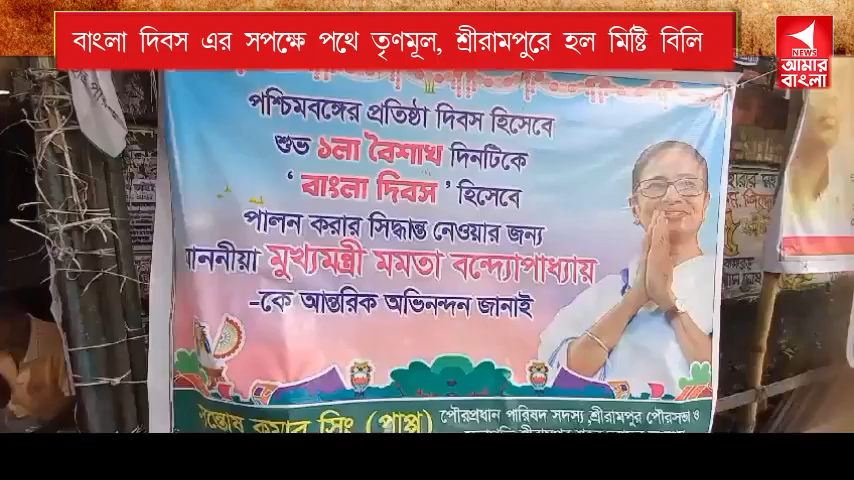 বাংলা দিবস এর সপক্ষে পথে তৃণমূল, শ্রীরামপুরে হল মিষ্টি বিলি
NEWS
আমার
বাংলা
পশ্চিমবঙ্গের প্রতিষ্ঠা দিবস হিসেবে
শুভ ১লা বৈশাখ দিনটিকে
‘বাংলা দিবস’ হিসেবে
পালন করার সিদ্ধান্ত নেওয়ার জন্য
মাননীয়া মুখ্যমন্ত্রী মমতা বন্দ্যোপাধ্যায়
-কে আন্তরিক অভিনন্দন জানাই
সন্তোষ কুমার সিং (পাপ্পু)
পৌরপ্রধান পারিষদ সদস্য, শ্রীরামপুর পৌরসভা ও